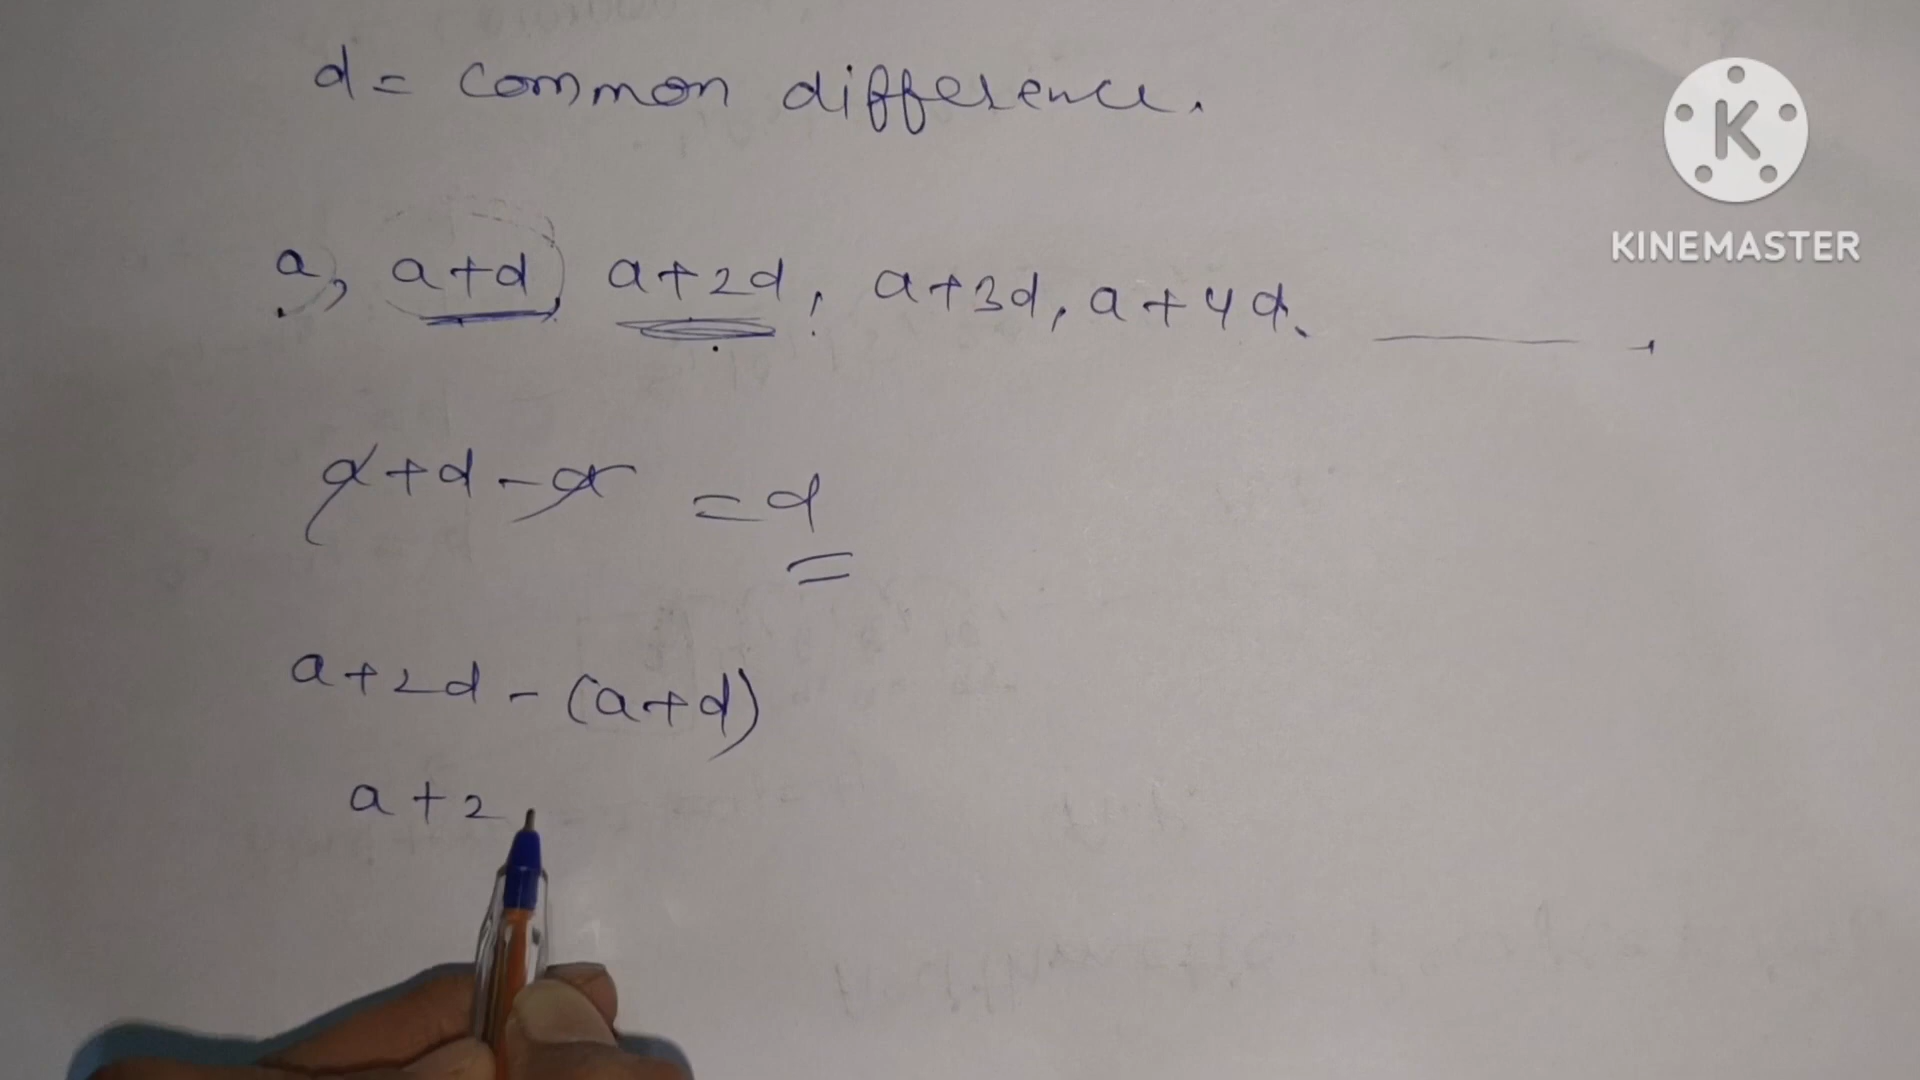 d = common difference.
K
KINEMASTER
a, a+d, a+2d, a+3d, a+4d, ——— .
a+d-a = d
a+2d-(a+d)
a+2